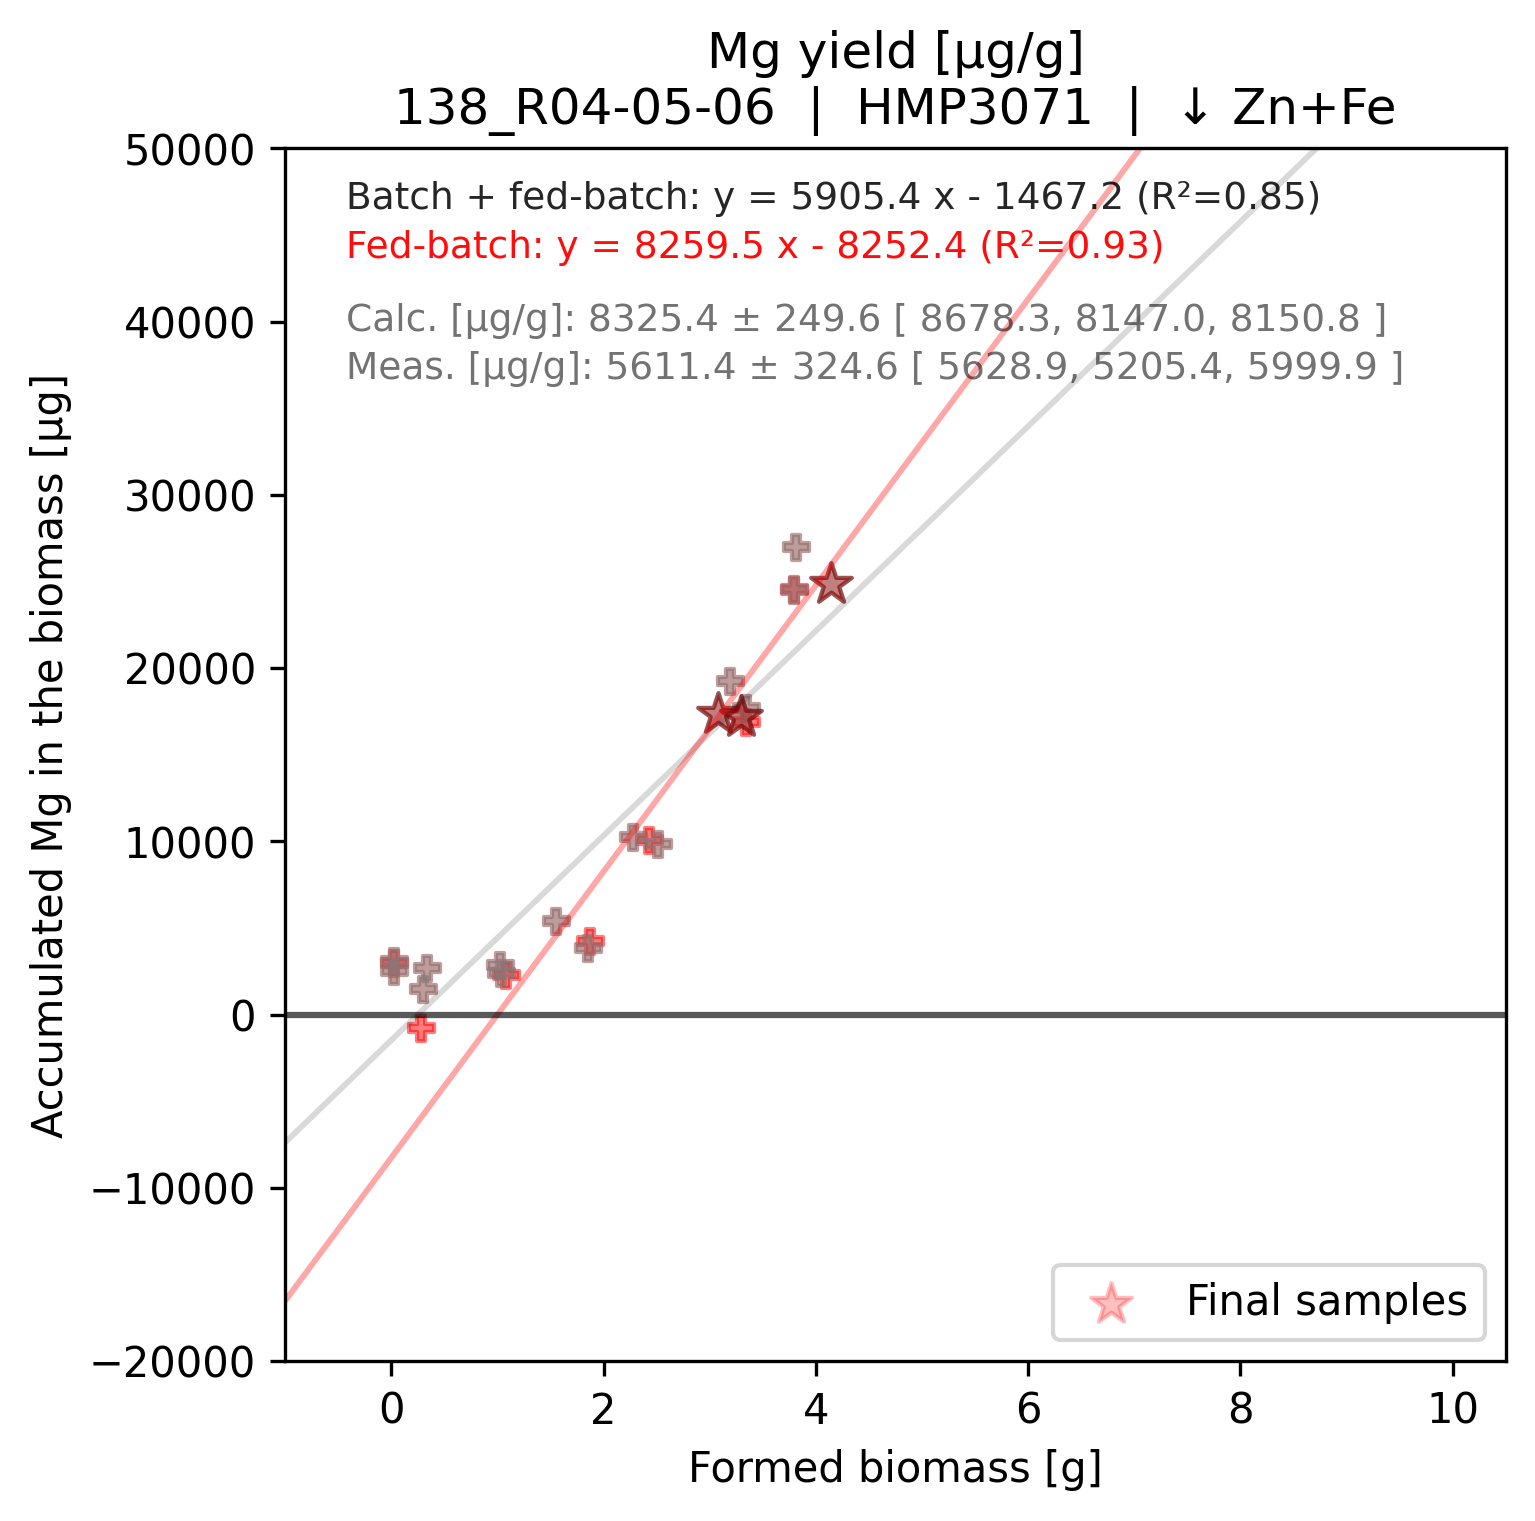 Mg yield [µg/g]
138_R04-05-06 | HMP3071 | ↓ Zn+Fe
Batch + fed-batch: y = 5905.4 x - 1467.2 (R²=0.85)
Fed-batch: y = 8259.5 x - 8252.4 (R²=0.93)
Calc. [µg/g]: 8325.4 ± 249.6 [ 8678.3, 8147.0, 8150.8 ]
Meas. [µg/g]: 5611.4 ± 324.6 [ 5628.9, 5205.4, 5999.9 ]
Accumulated Mg in the biomass [µg]
50000
40000
30000
20000
10000
0
−10000
−20000
Final samples
0 2 4 6 8 10
Formed biomass [g]